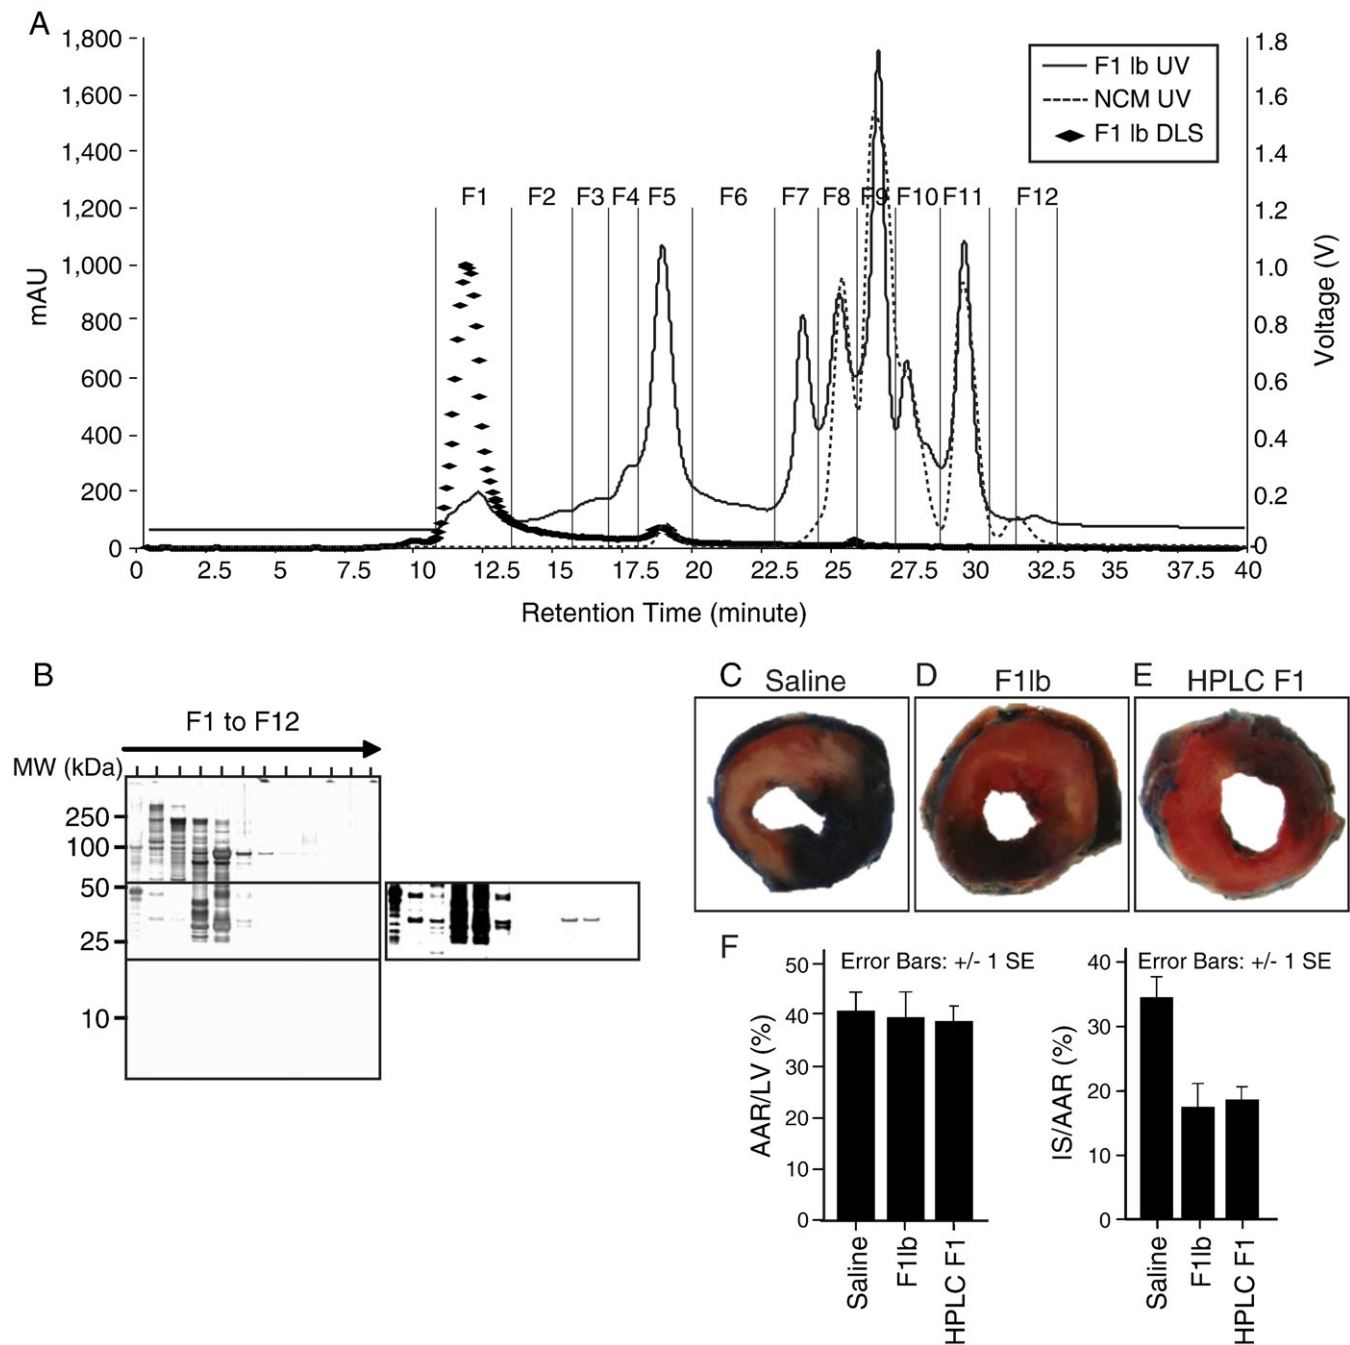 A
1,800
1,600
1,400
1,200
1,000
800
600
400
200
0
mAU
1.8
1.6
1.4
1.2
1.0
0.8
0.6
0.4
0.2
0
Voltage (V)
F1 lb UV
NCM UV
F1 lb DLS
F1 F2 F3 F4 F5 F6 F7 F8 F9 F10 F11 F12
0 2.5 5 7.5 10 12.5 15 17.5 20 22.5 25 27.5 30 32.5 35 37.5 40
Retention Time (minute)
B
F1 to F12
MW (kDa)
250
100
50
25
10
C Saline
D F1lb
E HPLC F1
F
Error Bars: +/- 1 SE
50
40
30
20
10
0
AAR/LV (%)
Saline
F1lb
HPLC F1
Error Bars: +/- 1 SE
40
30
20
10
0
IS/AAR (%)
Saline
F1lb
HPLC F1